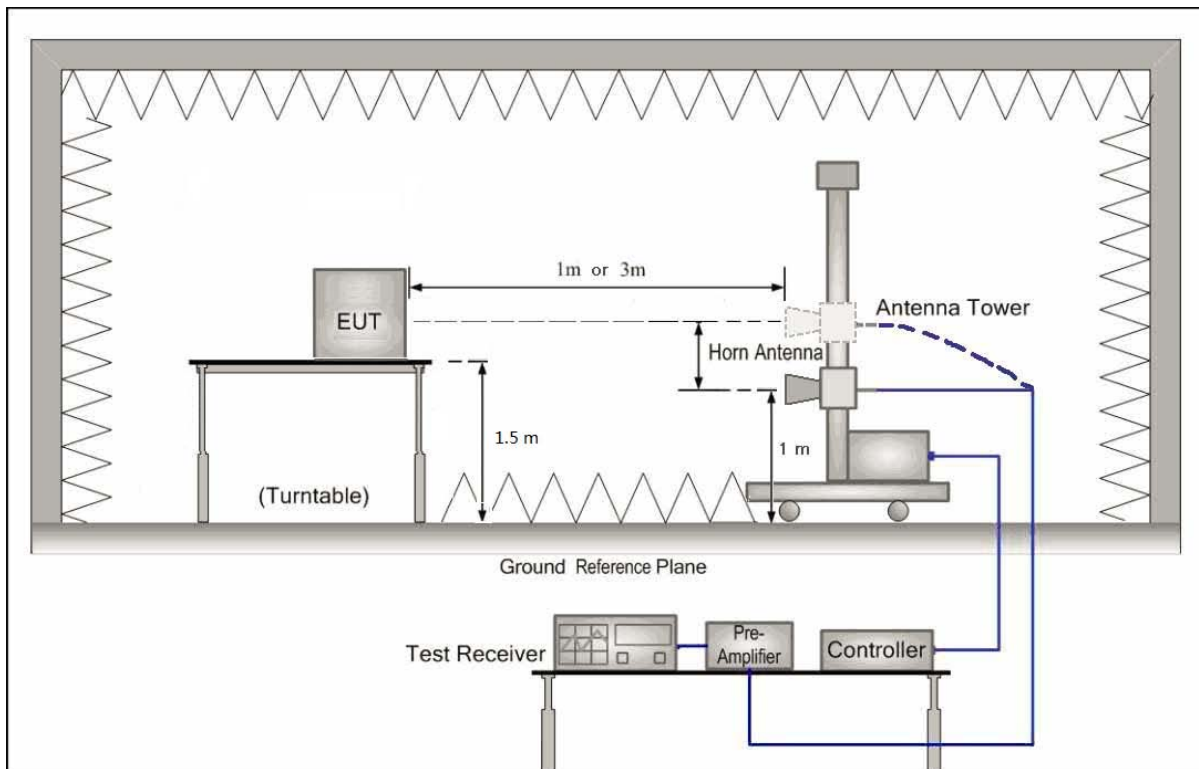 1m or 3m
EUT
Antenna Tower
Horn Antenna
1.5 m
1 m
(Turntable)
Ground Reference Plane
Test Receiver
Pre-
Amplifier
Controller